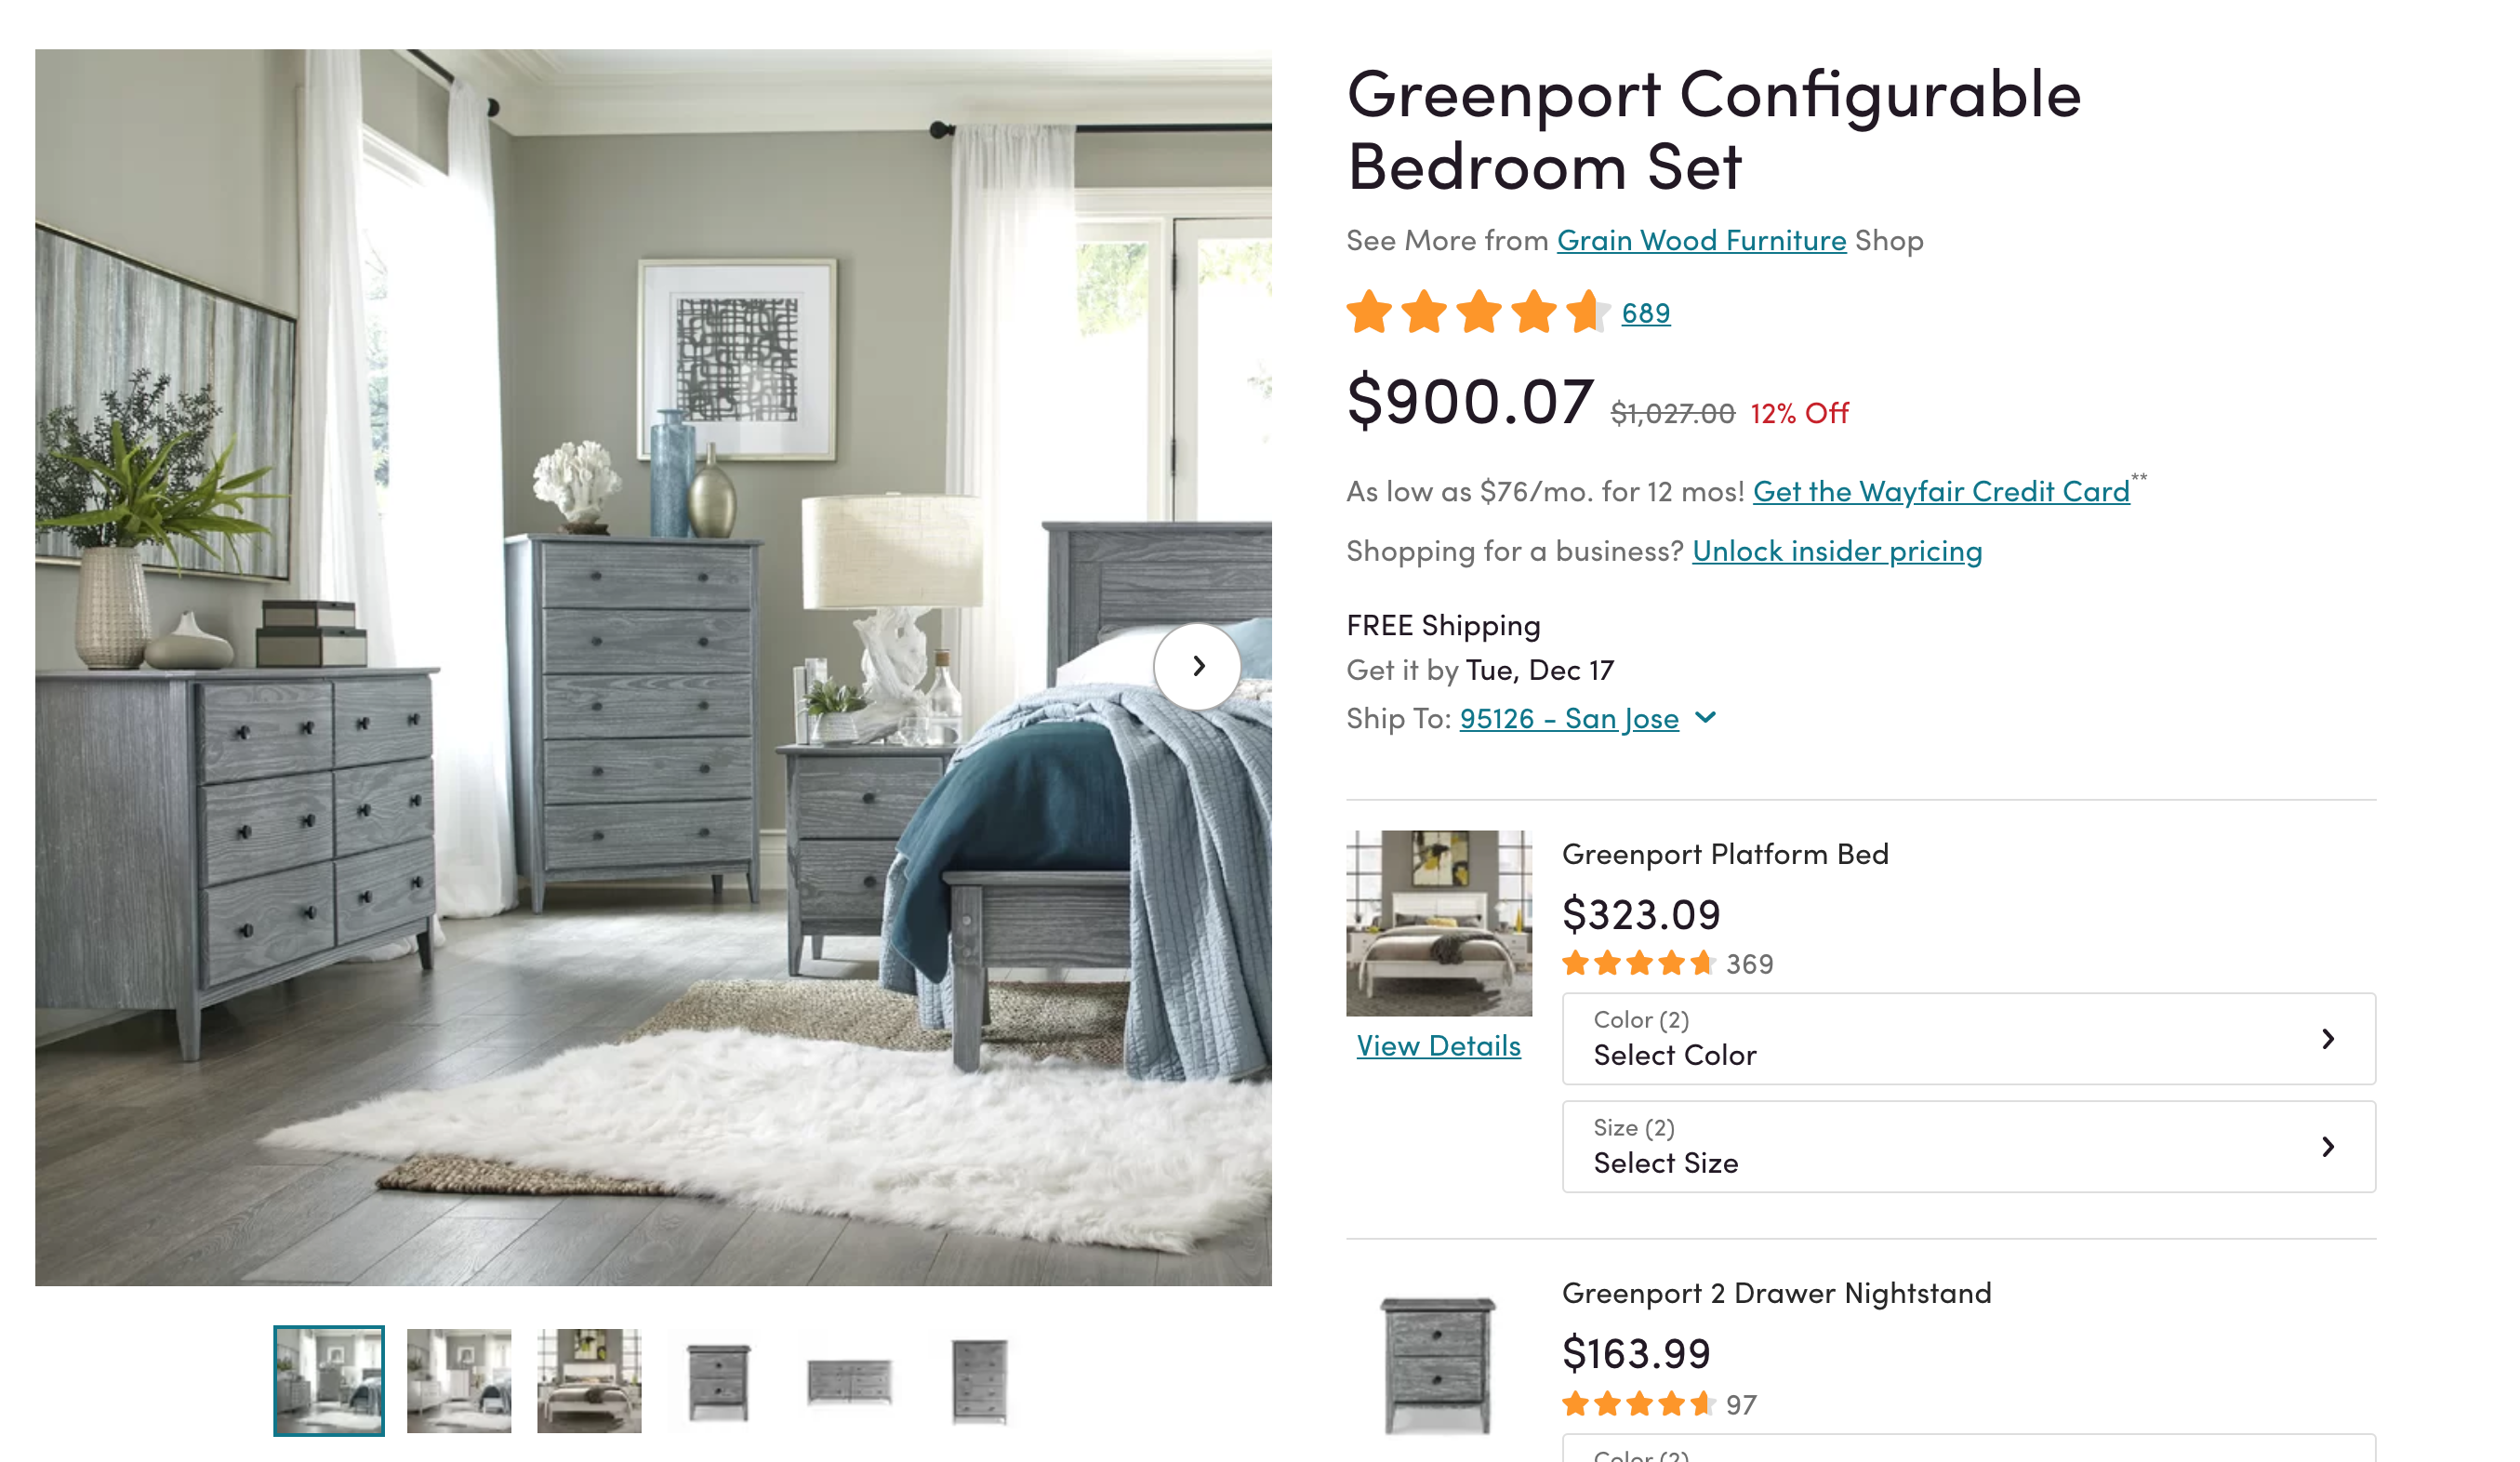 Greenport Configurable
Bedroom Set
See More from Grain Wood Furniture Shop
689
$900.07 $1,027.00 12% Off
As low as $76/mo. for 12 mos! Get the Wayfair Credit Card**
Shopping for a business? Unlock insider pricing
FREE Shipping
Get it by Tue, Dec 17
Ship To: 95126 - San Jose
Greenport Platform Bed
$323.09
369
Color (2)
Select Color
View Details
Size (2)
Select Size
Greenport 2 Drawer Nightstand
$163.99
97
Color (2)